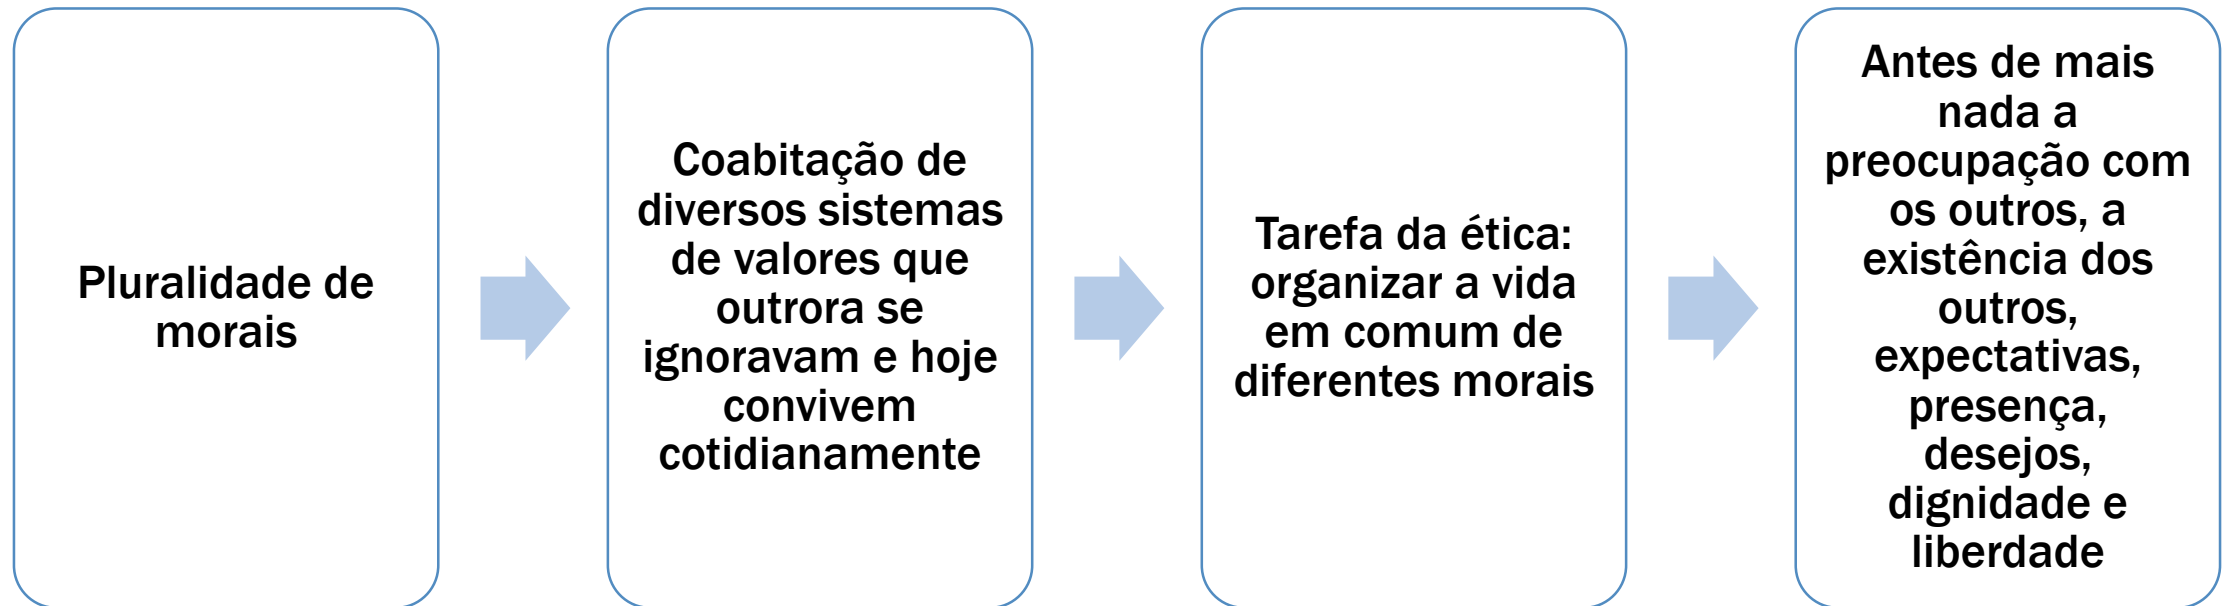 Pluralidade de
morais
Coabitação de
diversos sistemas
de valores que
outrora se
ignoravam e hoje
convivem
cotidianamente
Tarefa da ética:
organizar a vida
em comum de
diferentes morais
Antes de mais
nada a
preocupação com
os outros, a
existência dos
outros,
expectativas,
presença,
desejos,
dignidade e
liberdade